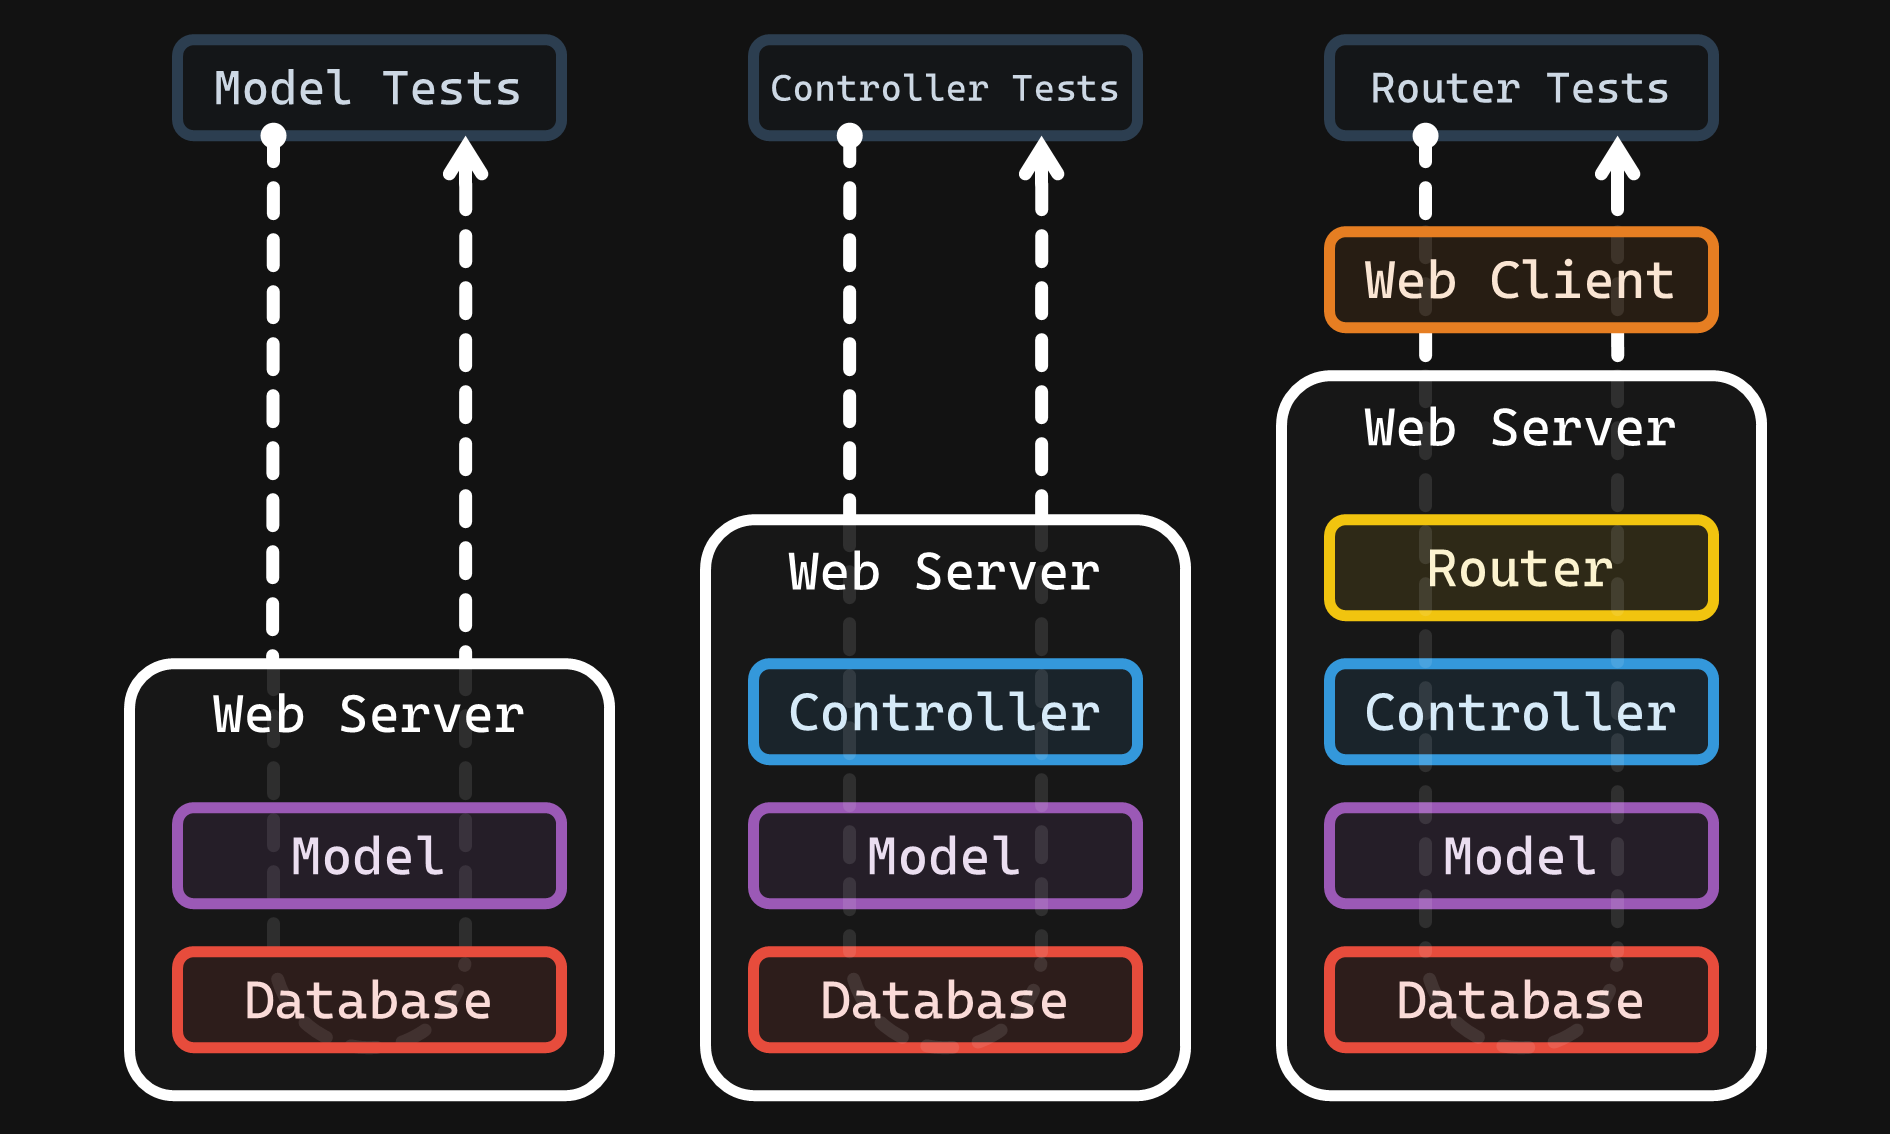 Model Tests
Web Server
Model
Database
Controller Tests
Web Server
Controller
Model
Database
Router Tests
Web Client
Web Server
Router
Controller
Model
Database